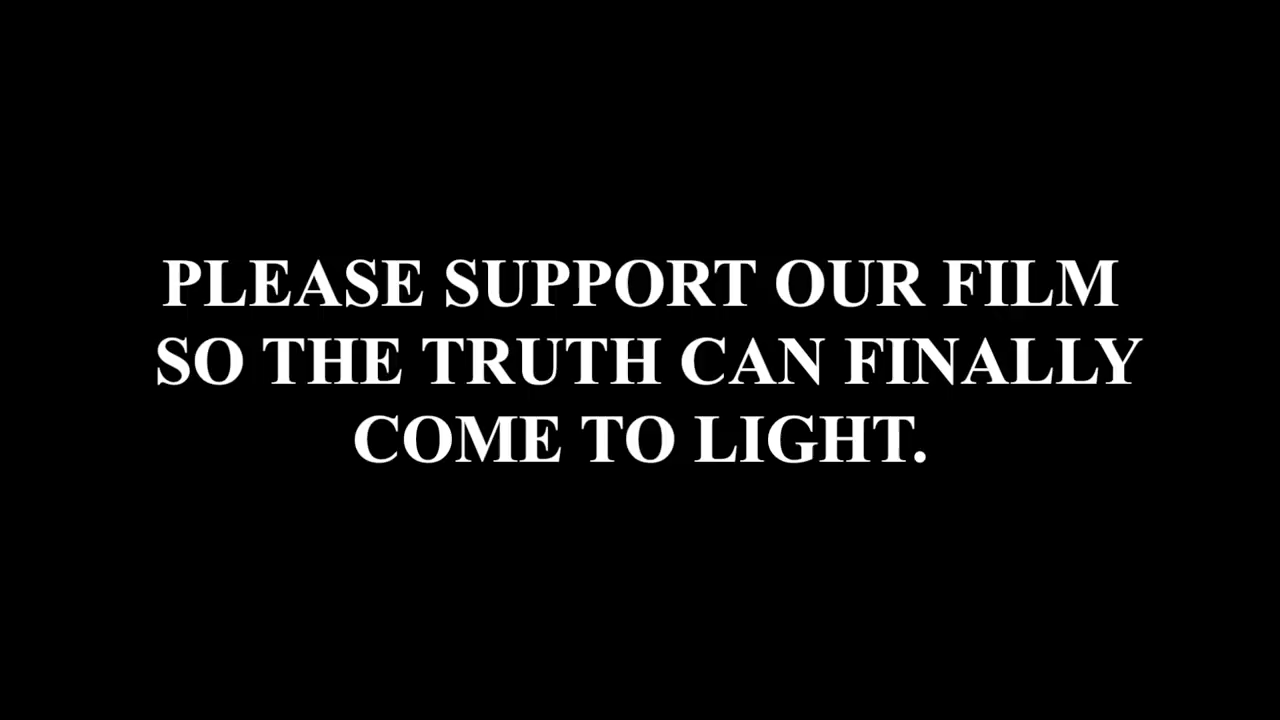 PLEASE SUPPORT OUR FILM
SO THE TRUTH CAN FINALLY
COME TO LIGHT.